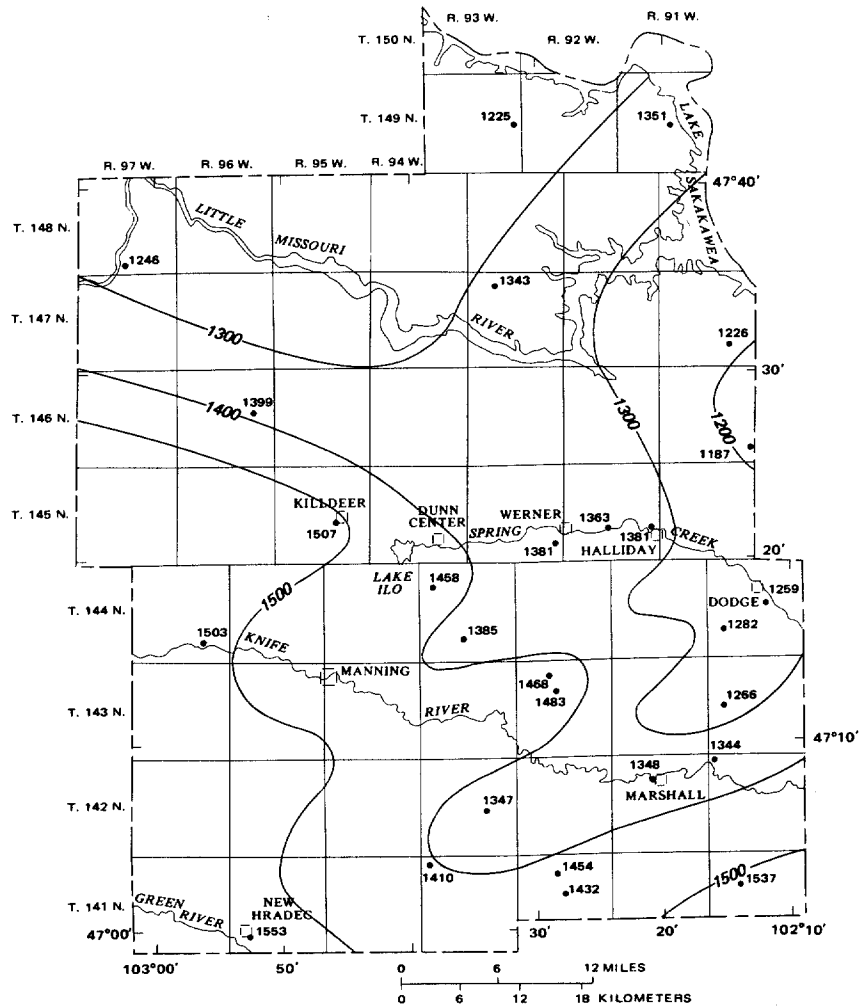 R. 93 W.
R. 92 W.
R. 91 W.
T. 150 N.
T. 149 N.
1225
1351
LAKE
SAKAKAWEA
R. 97 W.
R. 96 W.
R. 95 W.
R. 94 W.
47°40'
T. 148 N.
LITTLE
MISSOURI
RIVER
1246
1343
T. 147 N.
1300
1226
30'
T. 146 N.
1400
1399
1300
1200
1187
T. 145 N.
KILLDEER
1507
DUNN
CENTER
SPRING
CREEK
WERNER
1363
1381
1381
HALLIDAY
20'
LAKE
ILO
1458
1500
1259
DODGE
T. 144 N.
1282
1503
KNIFE
1385
MANNING
1468
1483
T. 143 N.
RIVER
1266
47°10'
1344
1348
MARSHALL
T. 142 N.
1347
1410
1454
1432
1500
1537
T. 141 N.
GREEN
RIVER
NEW
HRADEC
1553
47°00'
30'
20'
102°10'
103°00'
50'
0 6 12 MILES
0 6 12 18 KILOMETERS